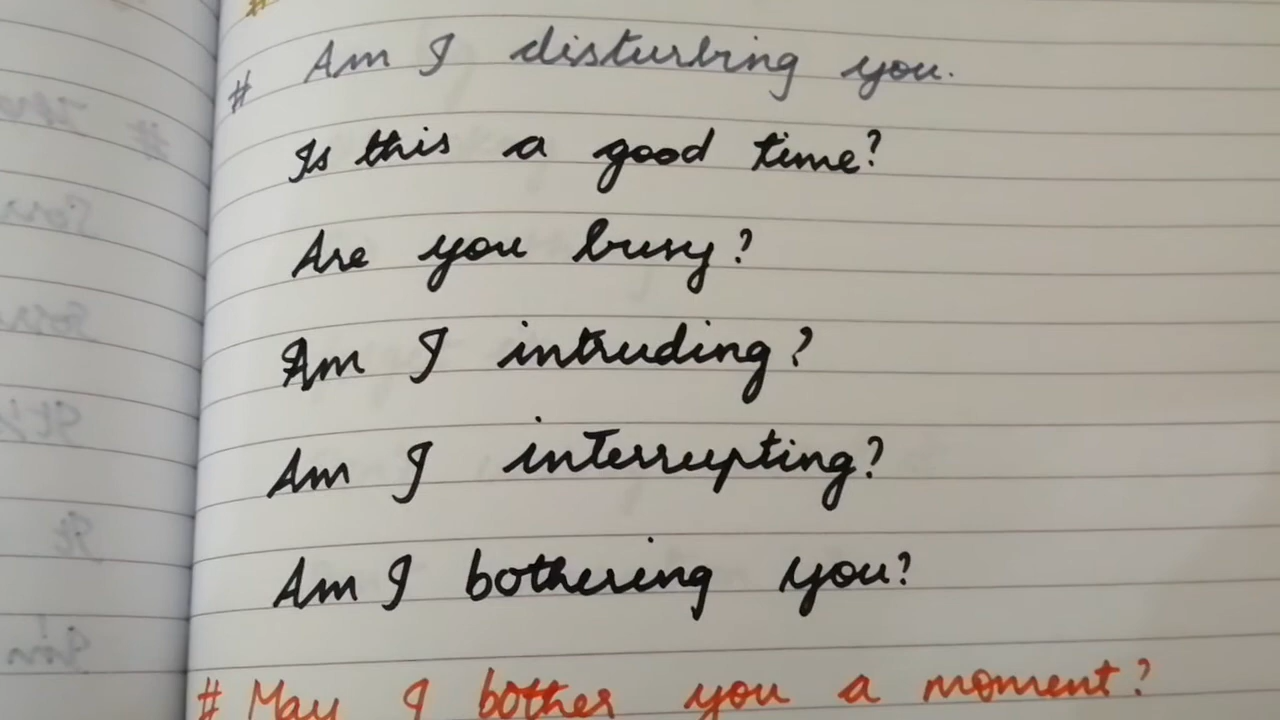 # Am I disturbing you.
Is this a good time?
Are you busy?
Am I intruding?
Am I interrupting?
Am I bothering you?
# May I bother you a moment?